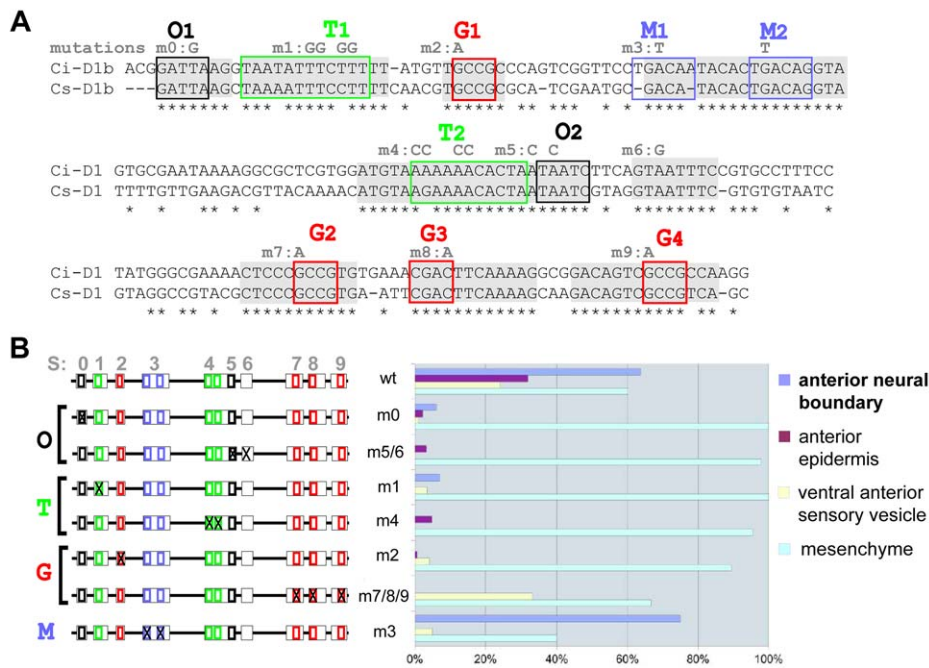 A
O1 T1 G1 M1 M2
mutations m0:G m1:GG GG m2:A m3:T T
Ci-D1b ACGGATTAAGGTAATATTTCTTTTT-ATGTTGCCGCCCAGTCGGTTCCTGACAATACACTGACAGGTA
Cs-D1b ---GATTAAGCTAAAATTTCCTTTTCAACGTGCCGCGCA-TCGAATGC-GACA-TACACTGACAGGTA
T2 O2
m4:CC CC m5:C C m6:G
Ci-D1 GTGCGAATAAAAGGCGCTCGTGGATGTAAAAAAACACTAATAATCTTCAGTAATTTCCGTGCCTTTCC
Cs-D1 TTTTGTTGAAGACGTTACAAAACATGTAAGAAAACACTAATAATCGTAGGTAATTTC-GTGTGTAATC
G2 G3 G4
m7:A m8:A m9:A
Ci-D1 TATGGGCGAAAACTCCCGCCGTGTGAAACGACTTCAAAAGGCGGACAGTCGCCGCCAAGG
Cs-D1 GTAGGCCGTACGCTCCCGCCGTGA-ATTCGACTTCAAAAGCAAGACAGTCGCCGTCA-GC
B
S: 0 1 2 3 4 5 6 7 8 9
wt
m0
O
m5/6
m1
T
m4
m2
G
m7/8/9
M m3
0% 20% 40% 60% 80% 100%
anterior neural
boundary
anterior
epidermis
ventral anterior
sensory vesicle
mesenchyme